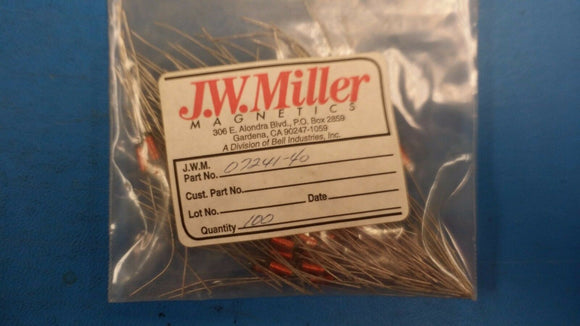 J.W.Miller
MAGNETICS
306 E. Alondra Blvd., P.O. Box 2859
Gardena, CA 90247-1059
A Division of Bell Industries, Inc.
J.W.M.
Part No. 07241-40
Cust. Part No.
Lot No. Date
Quantity 100